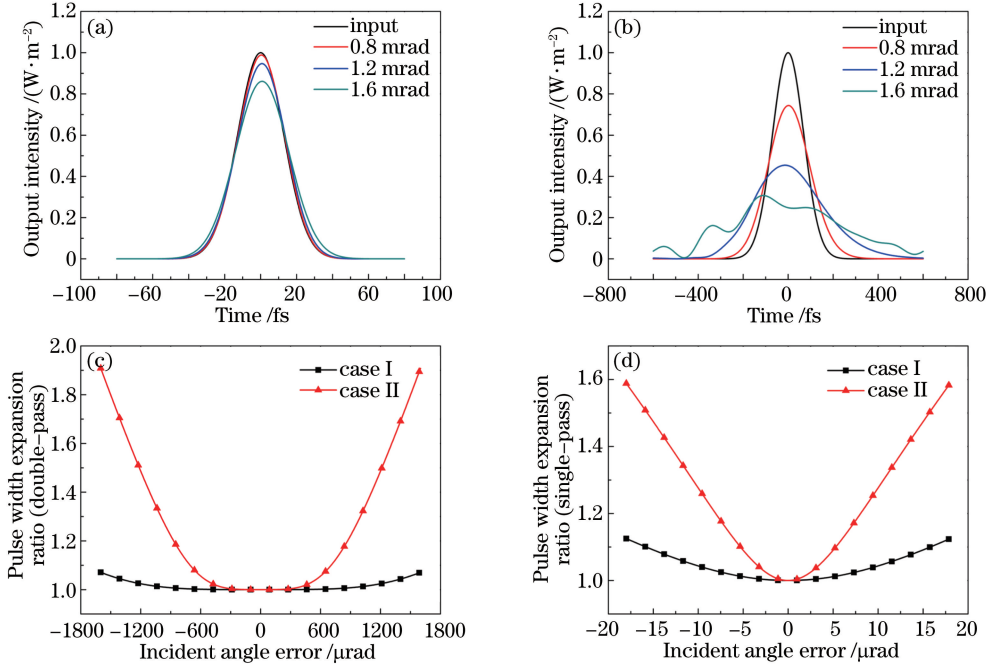 (a)
input
0.8 mrad
1.2 mrad
1.6 mrad
1.2
1.0
0.8
0.6
0.4
0.2
0
Output intensity /(W·m−2)
−100
−60
−20
20
60
100
Time /fs
(b)
input
0.8 mrad
1.2 mrad
1.6 mrad
1.2
1.0
0.8
0.6
0.4
0.2
0
Output intensity /(W·m−2)
−800
−400
0
400
800
Time /fs
(c)
case I
case II
2.0
1.8
1.6
1.4
1.2
1.0
Pulse width expansion
ratio (double−pass)
−1800
−1200
−600
0
600
1200
1800
Incident angle error /μrad
(d)
case I
case II
1.6
1.4
1.2
1.0
Pulse width expansion
ratio (single−pass)
−20
−15
−10
−5
0
5
10
15
20
Incident angle error /μrad